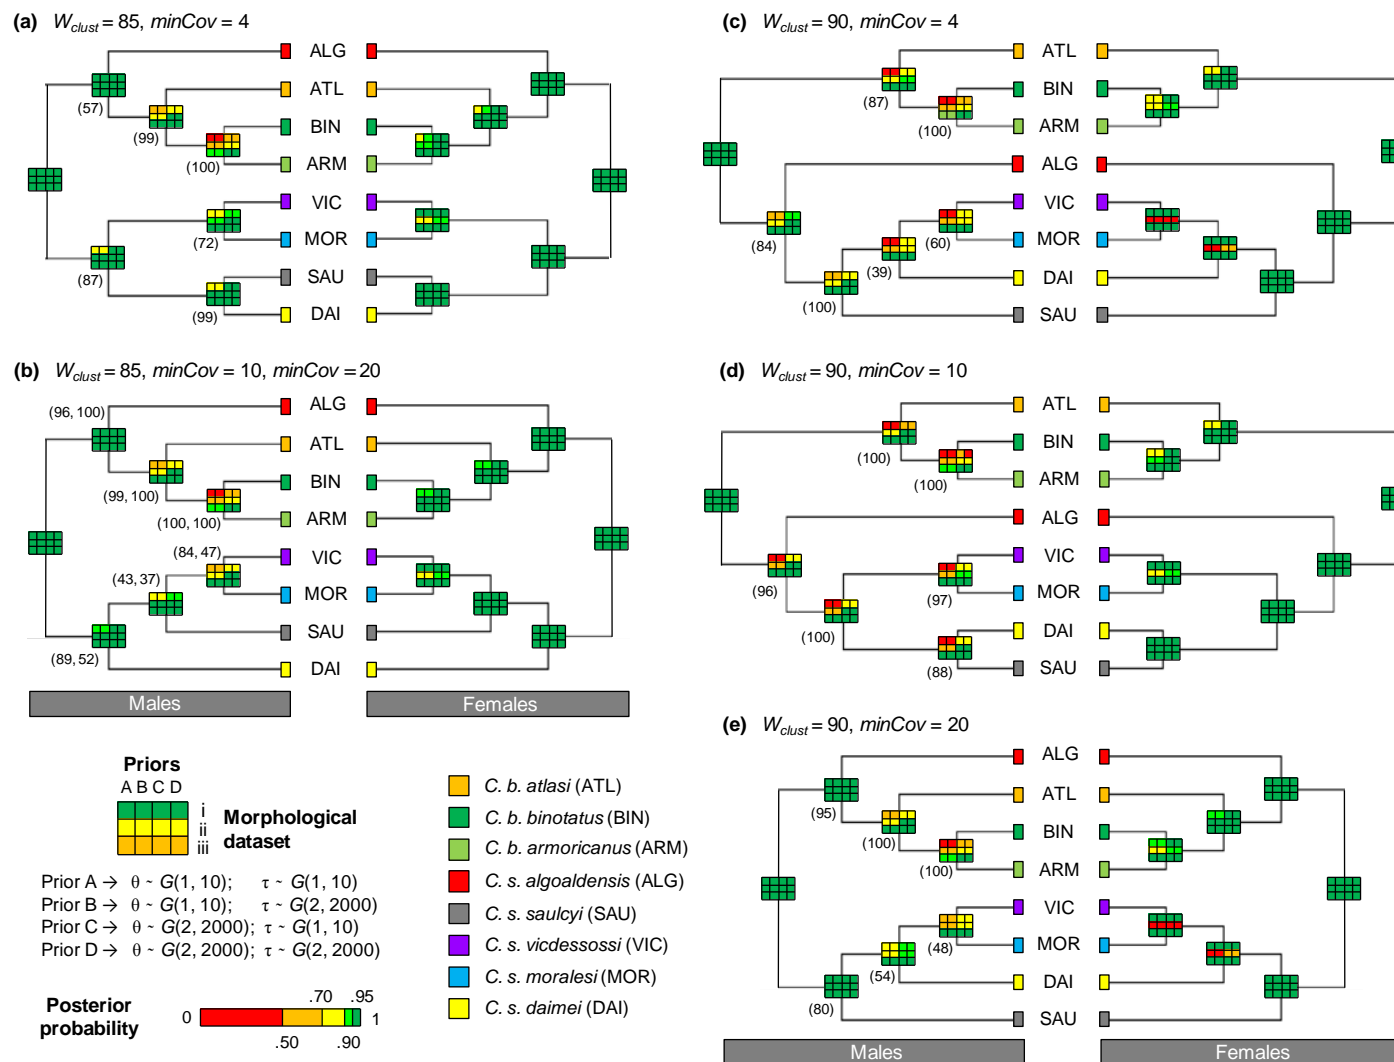 (a) Wclust = 85, minCov = 4
ALG
ATL
BIN
ARM
VIC
MOR
SAU
DAI
(57)
(99)
(100)
(72)
(87)
(99)
(b) Wclust = 85, minCov = 10, minCov = 20
ALG
ATL
BIN
ARM
VIC
MOR
SAU
DAI
(96, 100)
(99, 100)
(100, 100)
(84, 47)
(43, 37)
(89, 52)
Males
Females
(c) Wclust = 90, minCov = 4
ATL
BIN
ARM
ALG
VIC
MOR
DAI
SAU
(87)
(100)
(84)
(60)
(39)
(100)
(d) Wclust = 90, minCov = 10
ATL
BIN
ARM
ALG
VIC
MOR
DAI
SAU
(100)
(100)
(96)
(97)
(100)
(88)
(e) Wclust = 90, minCov = 20
ALG
ATL
BIN
ARM
VIC
MOR
DAI
SAU
(95)
(100)
(100)
(48)
(54)
(80)
Males
Females
Priors
A B C D
i
ii
iii
Morphological
dataset
Prior A → θ ~ G(1, 10); τ ~ G(1, 10)
Prior B → θ ~ G(1, 10); τ ~ G(2, 2000)
Prior C → θ ~ G(2, 2000); τ ~ G(1, 10)
Prior D → θ ~ G(2, 2000); τ ~ G(2, 2000)
Posterior
probability
0
.50
.70
.90
.95
1
C. b. atlasi (ATL)
C. b. binotatus (BIN)
C. b. armoricanus (ARM)
C. s. algoaldensis (ALG)
C. s. saulcyi (SAU)
C. s. vicdessossi (VIC)
C. s. moralesi (MOR)
C. s. daimei (DAI)